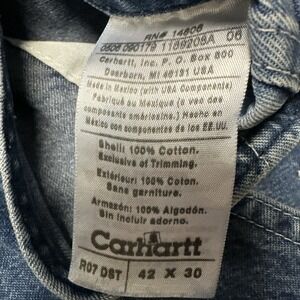 RN# 14806
0606 090179 1169208A 06
Carhartt, Inc. P.O. Box 600
Dearborn, MI 48121 USA
Made in Mexico (with USA Components)
Fabriqué au Mexique (a ven des
composants américains.) Hecho en
México con componentes de los EE.UU.
Shell: 100% Cotton.
Exclusive of Trimming.
Extérieur: 100% Coton.
Sans garniture.
Armazón: 100% Algodón.
Sin incluir adorno.
Carhartt
R07 DST
42 X 30